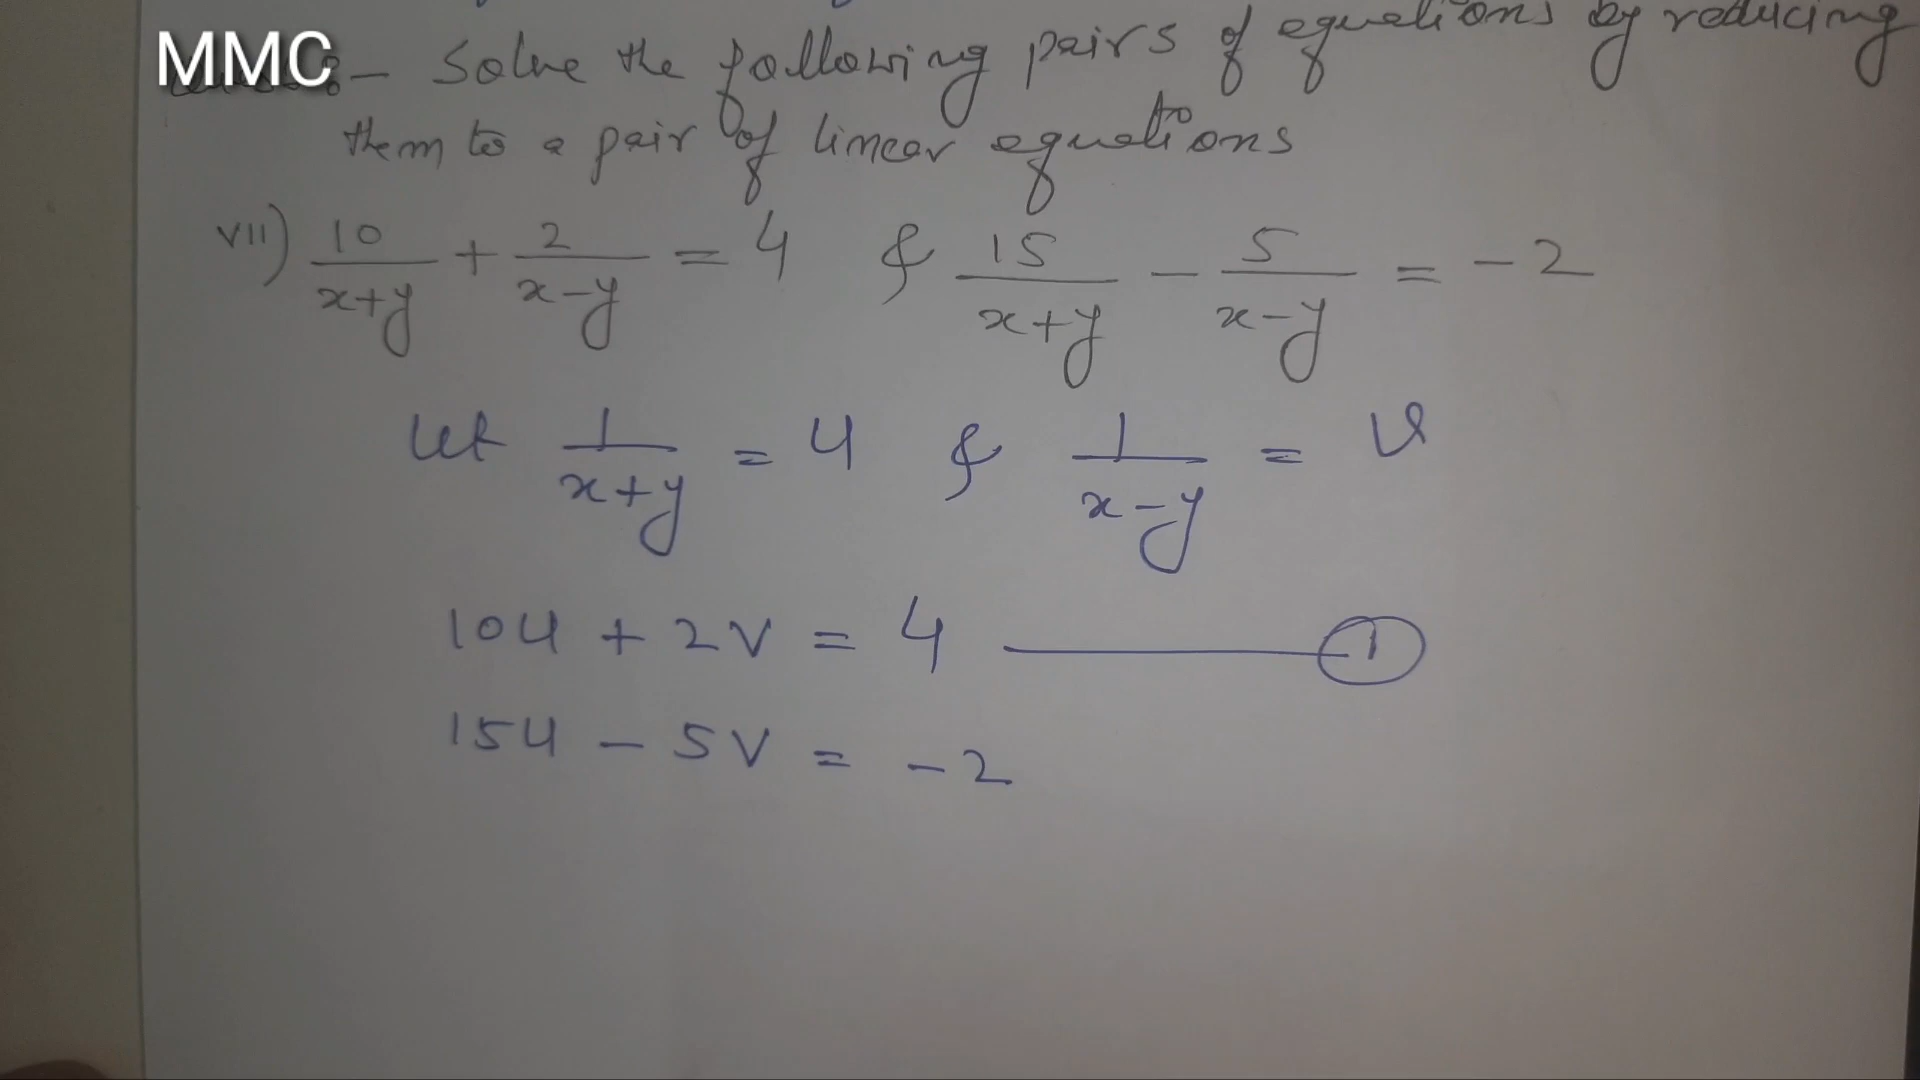 MMC :- Solve the following pairs of equations by reducing
them to a pair of linear equations
vii) 10/(x+y) + 2/(x-y) = 4 & 15/(x+y) - 5/(x-y) = -2
Let 1/(x+y) = u & 1/(x-y) = v
10u + 2v = 4 ——— ①
15u - 5v = -2